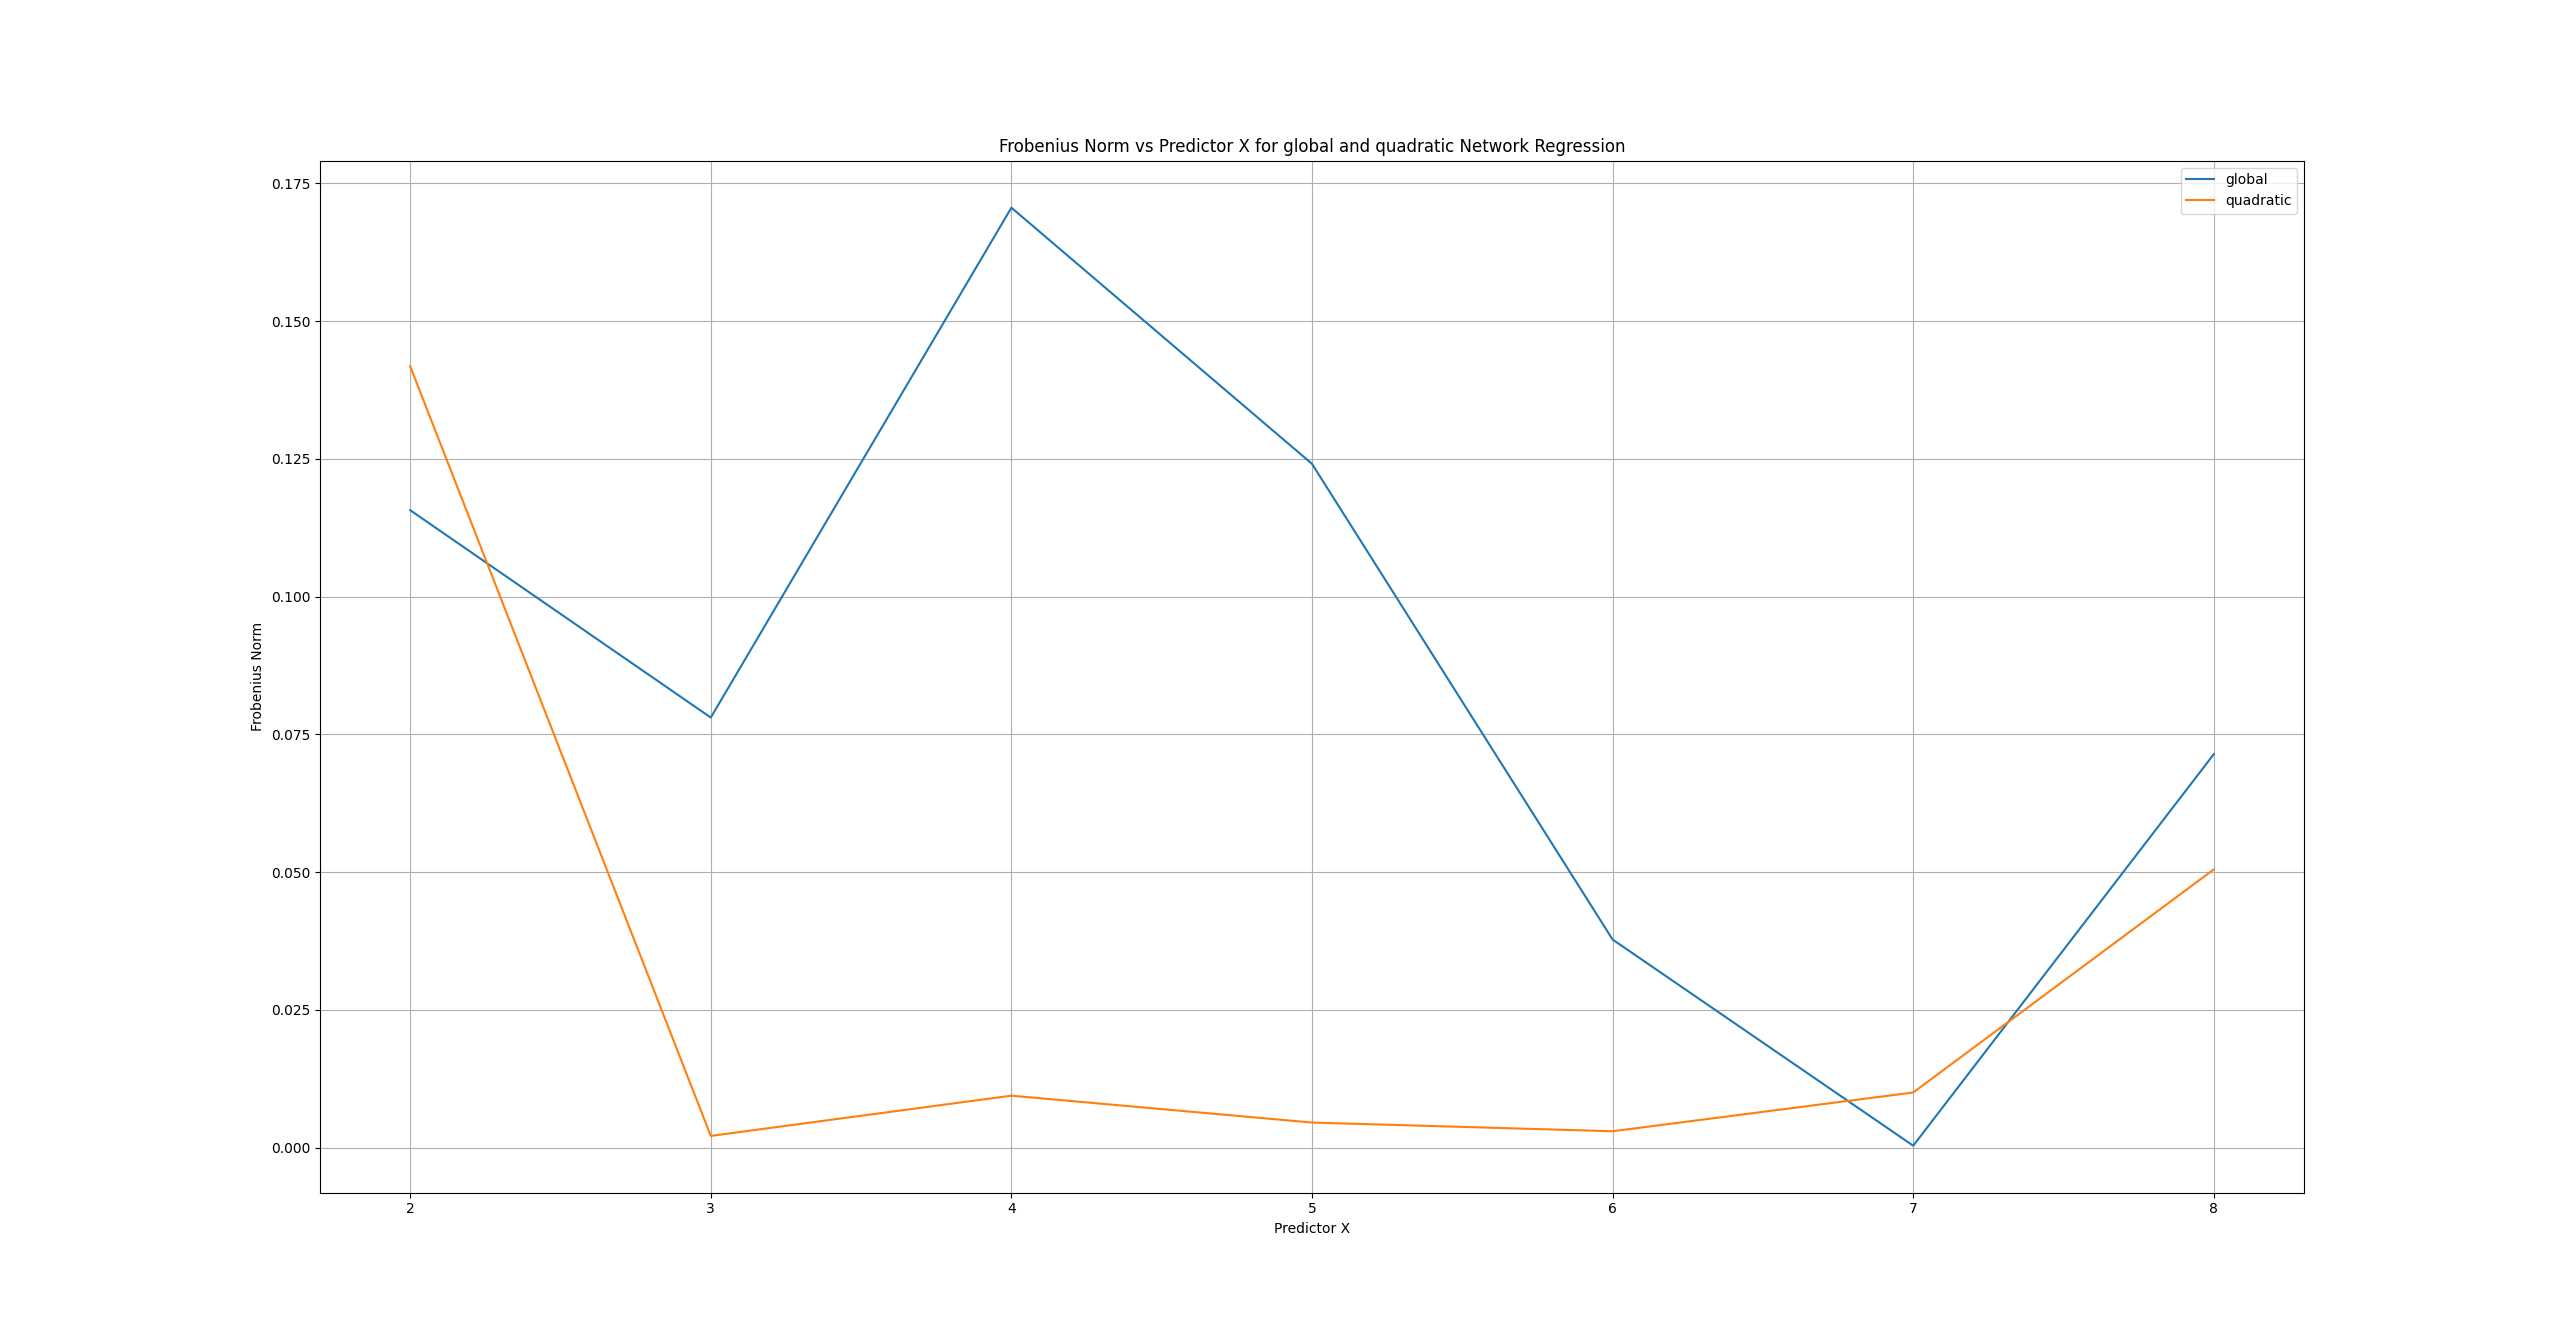 Frobenius Norm vs Predictor X for global and quadratic Network Regression
global
quadratic
0.175
0.150
0.125
0.100
0.075
0.050
0.025
0.000
Frobenius Norm
2 3 4 5 6 7 8
Predictor X